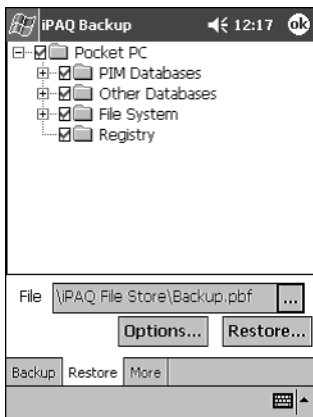 iPAQ Backup 12:17 ok
Pocket PC
PIM Databases
Other Databases
File System
Registry
File \iPAQ File Store\Backup.pbf ...
Options... Restore...
Backup Restore More